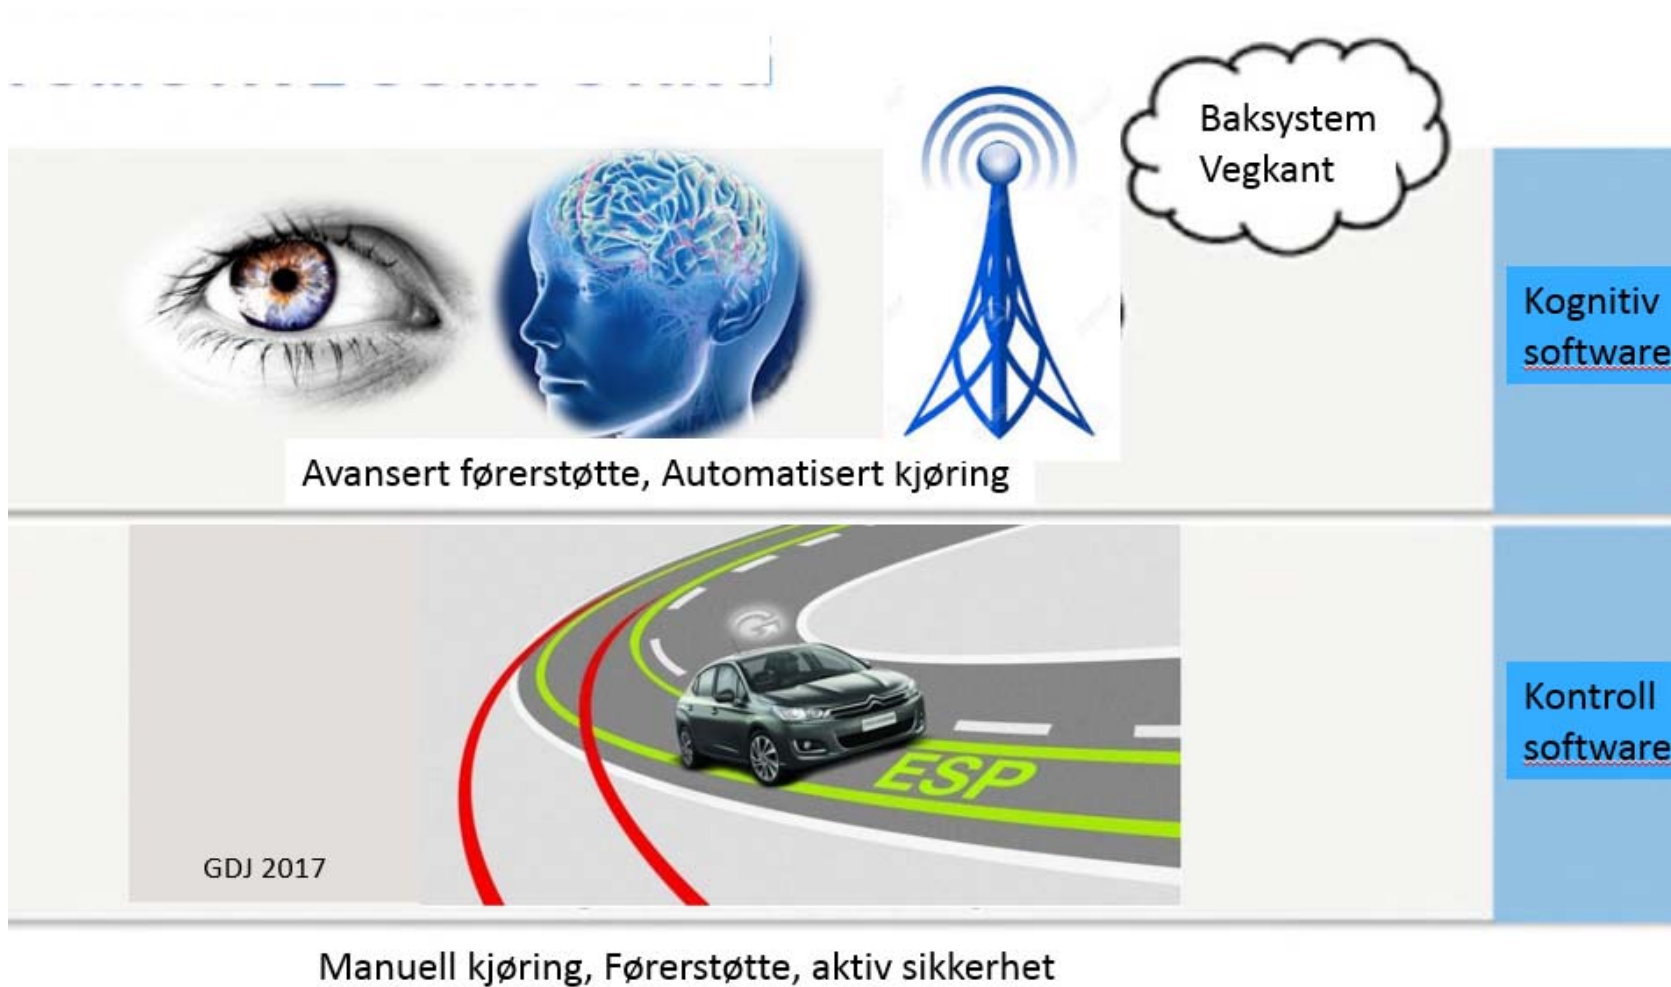 Baksystem
Vegkant
Kognitiv
software
Avansert førerstøtte, Automatisert kjøring
ESP
Kontroll
software
GDJ 2017
Manuell kjøring, Førerstøtte, aktiv sikkerhet